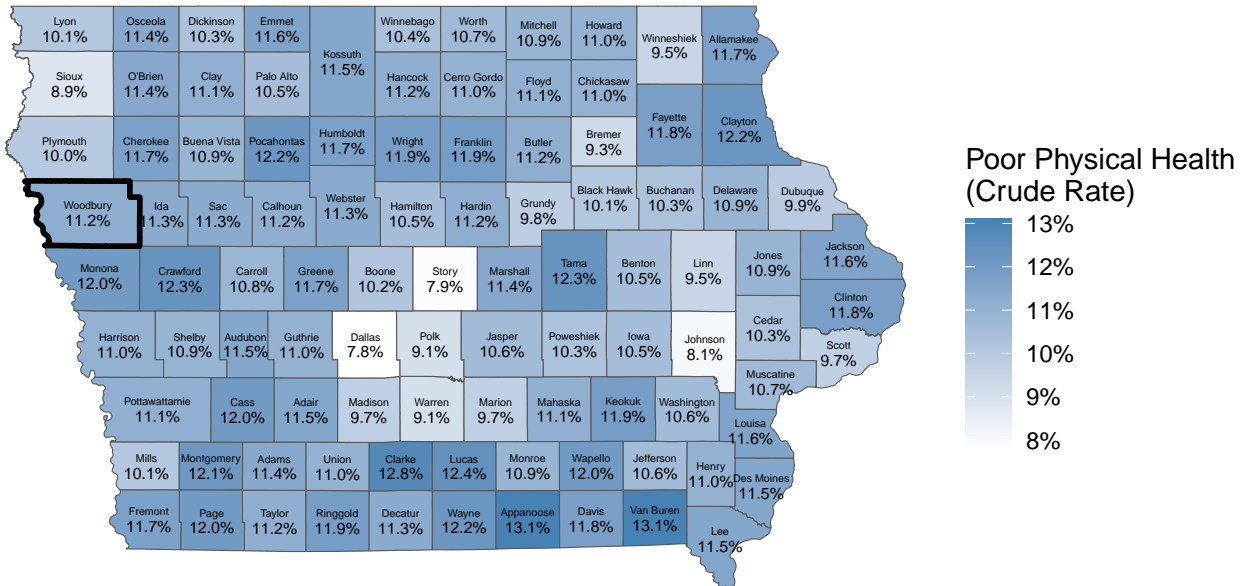 Lyon
10.1%
Osceola
11.4%
Dickinson
10.3%
Emmet
11.6%
Kossuth
11.5%
Winnebago
10.4%
Worth
10.7%
Mitchell
10.9%
Howard
11.0%
Winneshiek
9.5%
Allamakee
11.7%
Sioux
8.9%
O'Brien
11.4%
Clay
11.1%
Palo Alto
10.5%
Hancock
11.2%
Cerro Gordo
11.0%
Floyd
11.1%
Chickasaw
11.0%
Fayette
11.8%
Clayton
12.2%
Plymouth
10.0%
Cherokee
11.7%
Buena Vista
10.9%
Pocahontas
12.2%
Humboldt
11.7%
Wright
11.9%
Franklin
11.9%
Butler
11.2%
Bremer
9.3%
Woodbury
11.2%
Ida
11.3%
Sac
11.3%
Calhoun
11.2%
Webster
11.3%
Hamilton
10.5%
Hardin
11.2%
Grundy
9.8%
Black Hawk
10.1%
Buchanan
10.3%
Delaware
10.9%
Dubuque
9.9%
Monona
12.0%
Crawford
12.3%
Carroll
10.8%
Greene
11.7%
Boone
10.2%
Story
7.9%
Marshall
11.4%
Tama
12.3%
Benton
10.5%
Linn
9.5%
Jones
10.9%
Jackson
11.6%
Clinton
11.8%
Harrison
11.0%
Shelby
10.9%
Audubon
11.5%
Guthrie
11.0%
Dallas
7.8%
Polk
9.1%
Jasper
10.6%
Poweshiek
10.3%
Iowa
10.5%
Johnson
8.1%
Cedar
10.3%
Scott
9.7%
Muscatine
10.7%
Pottawattamie
11.1%
Cass
12.0%
Adair
11.5%
Madison
9.7%
Warren
9.1%
Marion
9.7%
Mahaska
11.1%
Keokuk
11.9%
Washington
10.6%
Louisa
11.6%
Mills
10.1%
Montgomery
12.1%
Adams
11.4%
Union
11.0%
Clarke
12.8%
Lucas
12.4%
Monroe
10.9%
Wapello
12.0%
Jefferson
10.6%
Henry
11.0%
Des Moines
11.5%
Fremont
11.7%
Page
12.0%
Taylor
11.2%
Ringgold
11.9%
Decatur
11.3%
Wayne
12.2%
Appanoose
13.1%
Davis
11.8%
Van Buren
13.1%
Lee
11.5%
Poor Physical Health
(Crude Rate)
13%
12%
11%
10%
9%
8%